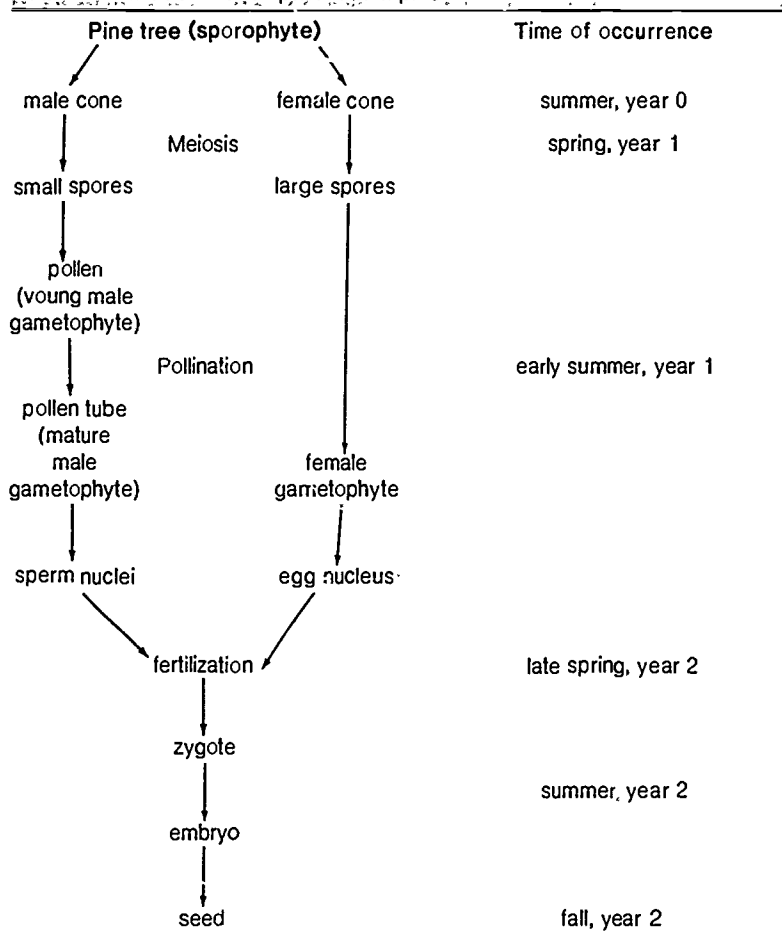 Pine tree (sporophyte) Time of occurrence
male cone female cone summer, year 0
Meiosis spring, year 1
small spores large spores
pollen
(young male
gametophyte)
Pollination early summer, year 1
pollen tube
(mature
male female
gametophyte) gametophyte
sperm nuclei egg nucleus
fertilization late spring, year 2
zygote
summer, year 2
embryo
seed fall, year 2